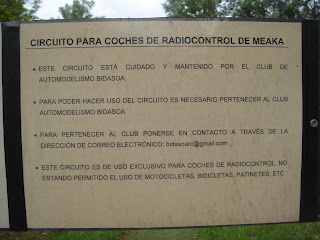 CIRCUITO PARA COCHES DE RADIOCONTROL DE MEAKA
• ESTE CIRCUITO ESTÁ CUIDADO Y MANTENIDO POR EL CLUB DE
AUTOMODELISMO BIDASOA.
• PARA PODER HACER USO DEL CIRCUITO ES NECESARIO PERTENECER AL CLUB
AUTOMODELISMO BIDASOA.
• PARA PERTENECER AL CLUB PONERSE EN CONTACTO A TRAVÉS DE LA
DIRECCIÓN DE CORREO ELECTRÓNICO: bidasoarc@gmail.com
• ESTE CIRCUITO ES DE USO EXCLUSIVO PARA COCHES DE RADIOCONTROL NO
ESTANDO PERMITIDO EL USO DE MOTOCICLETAS, BICICLETAS, PATINETES, ETC